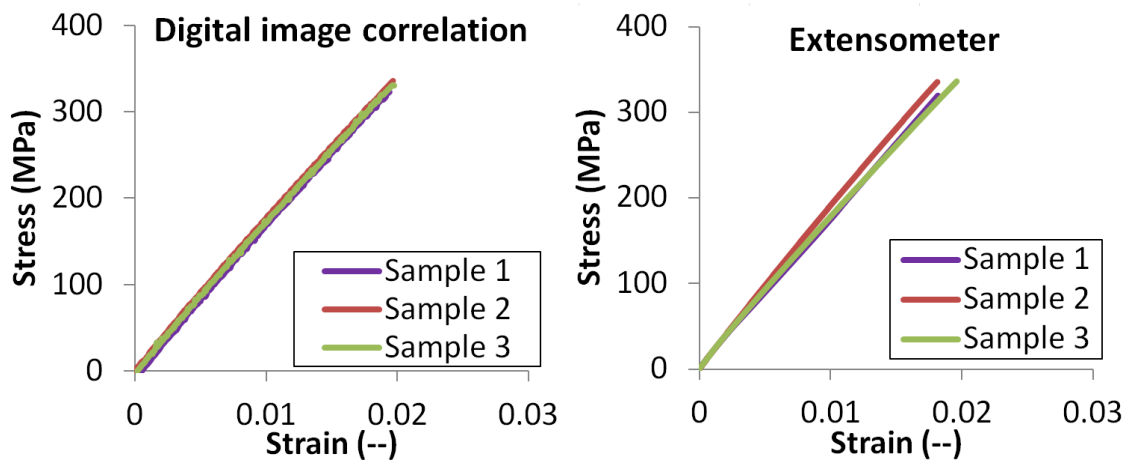 Digital image correlation
400
300
200
100
0
Stress (MPa)
0
0.01
0.02
0.03
Strain (--)
Sample 1
Sample 2
Sample 3
Extensometer
400
300
200
100
0
Stress (MPa)
0
0.01
0.02
0.03
Strain (--)
Sample 1
Sample 2
Sample 3